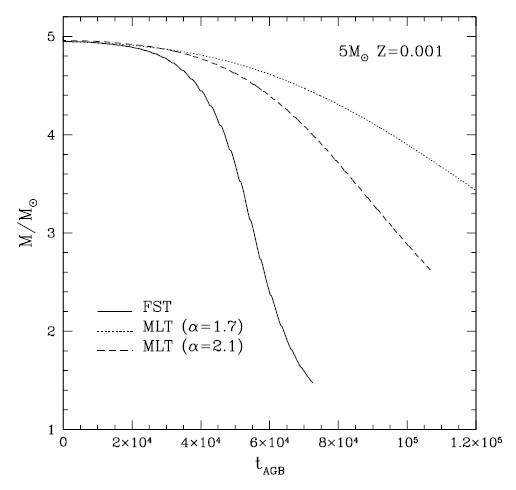 5M☉ Z=0.001
5
4
3
2
1
M/M☉
FST
MLT (α=1.7)
MLT (α=2.1)
0 2×10⁴ 4×10⁴ 6×10⁴ 8×10⁴ 10⁵ 1.2×10⁵
t_AGB